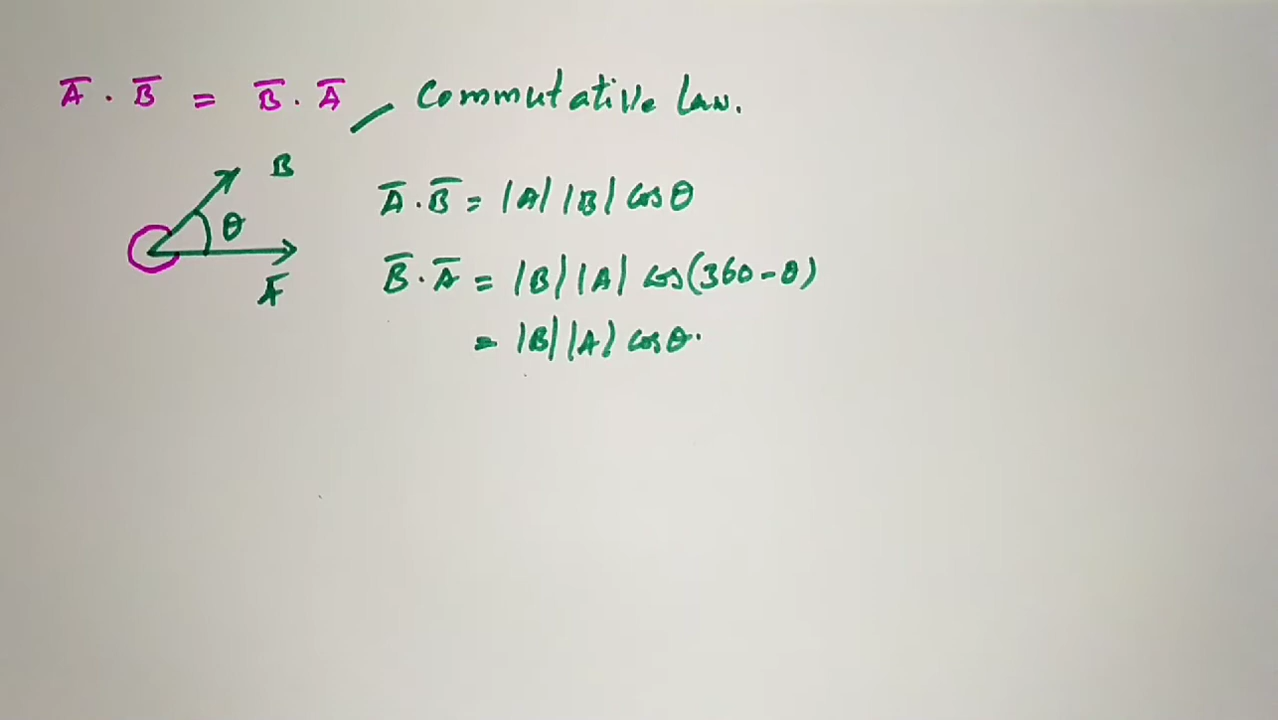 A̅ . B̅ = B̅ . A̅ Commutative Law.
B
θ
A̅
A̅ . B̅ = |A| |B| cos θ
B̅ . A̅ = |B| |A| cos(360 - θ)
= |B| |A| cos θ.